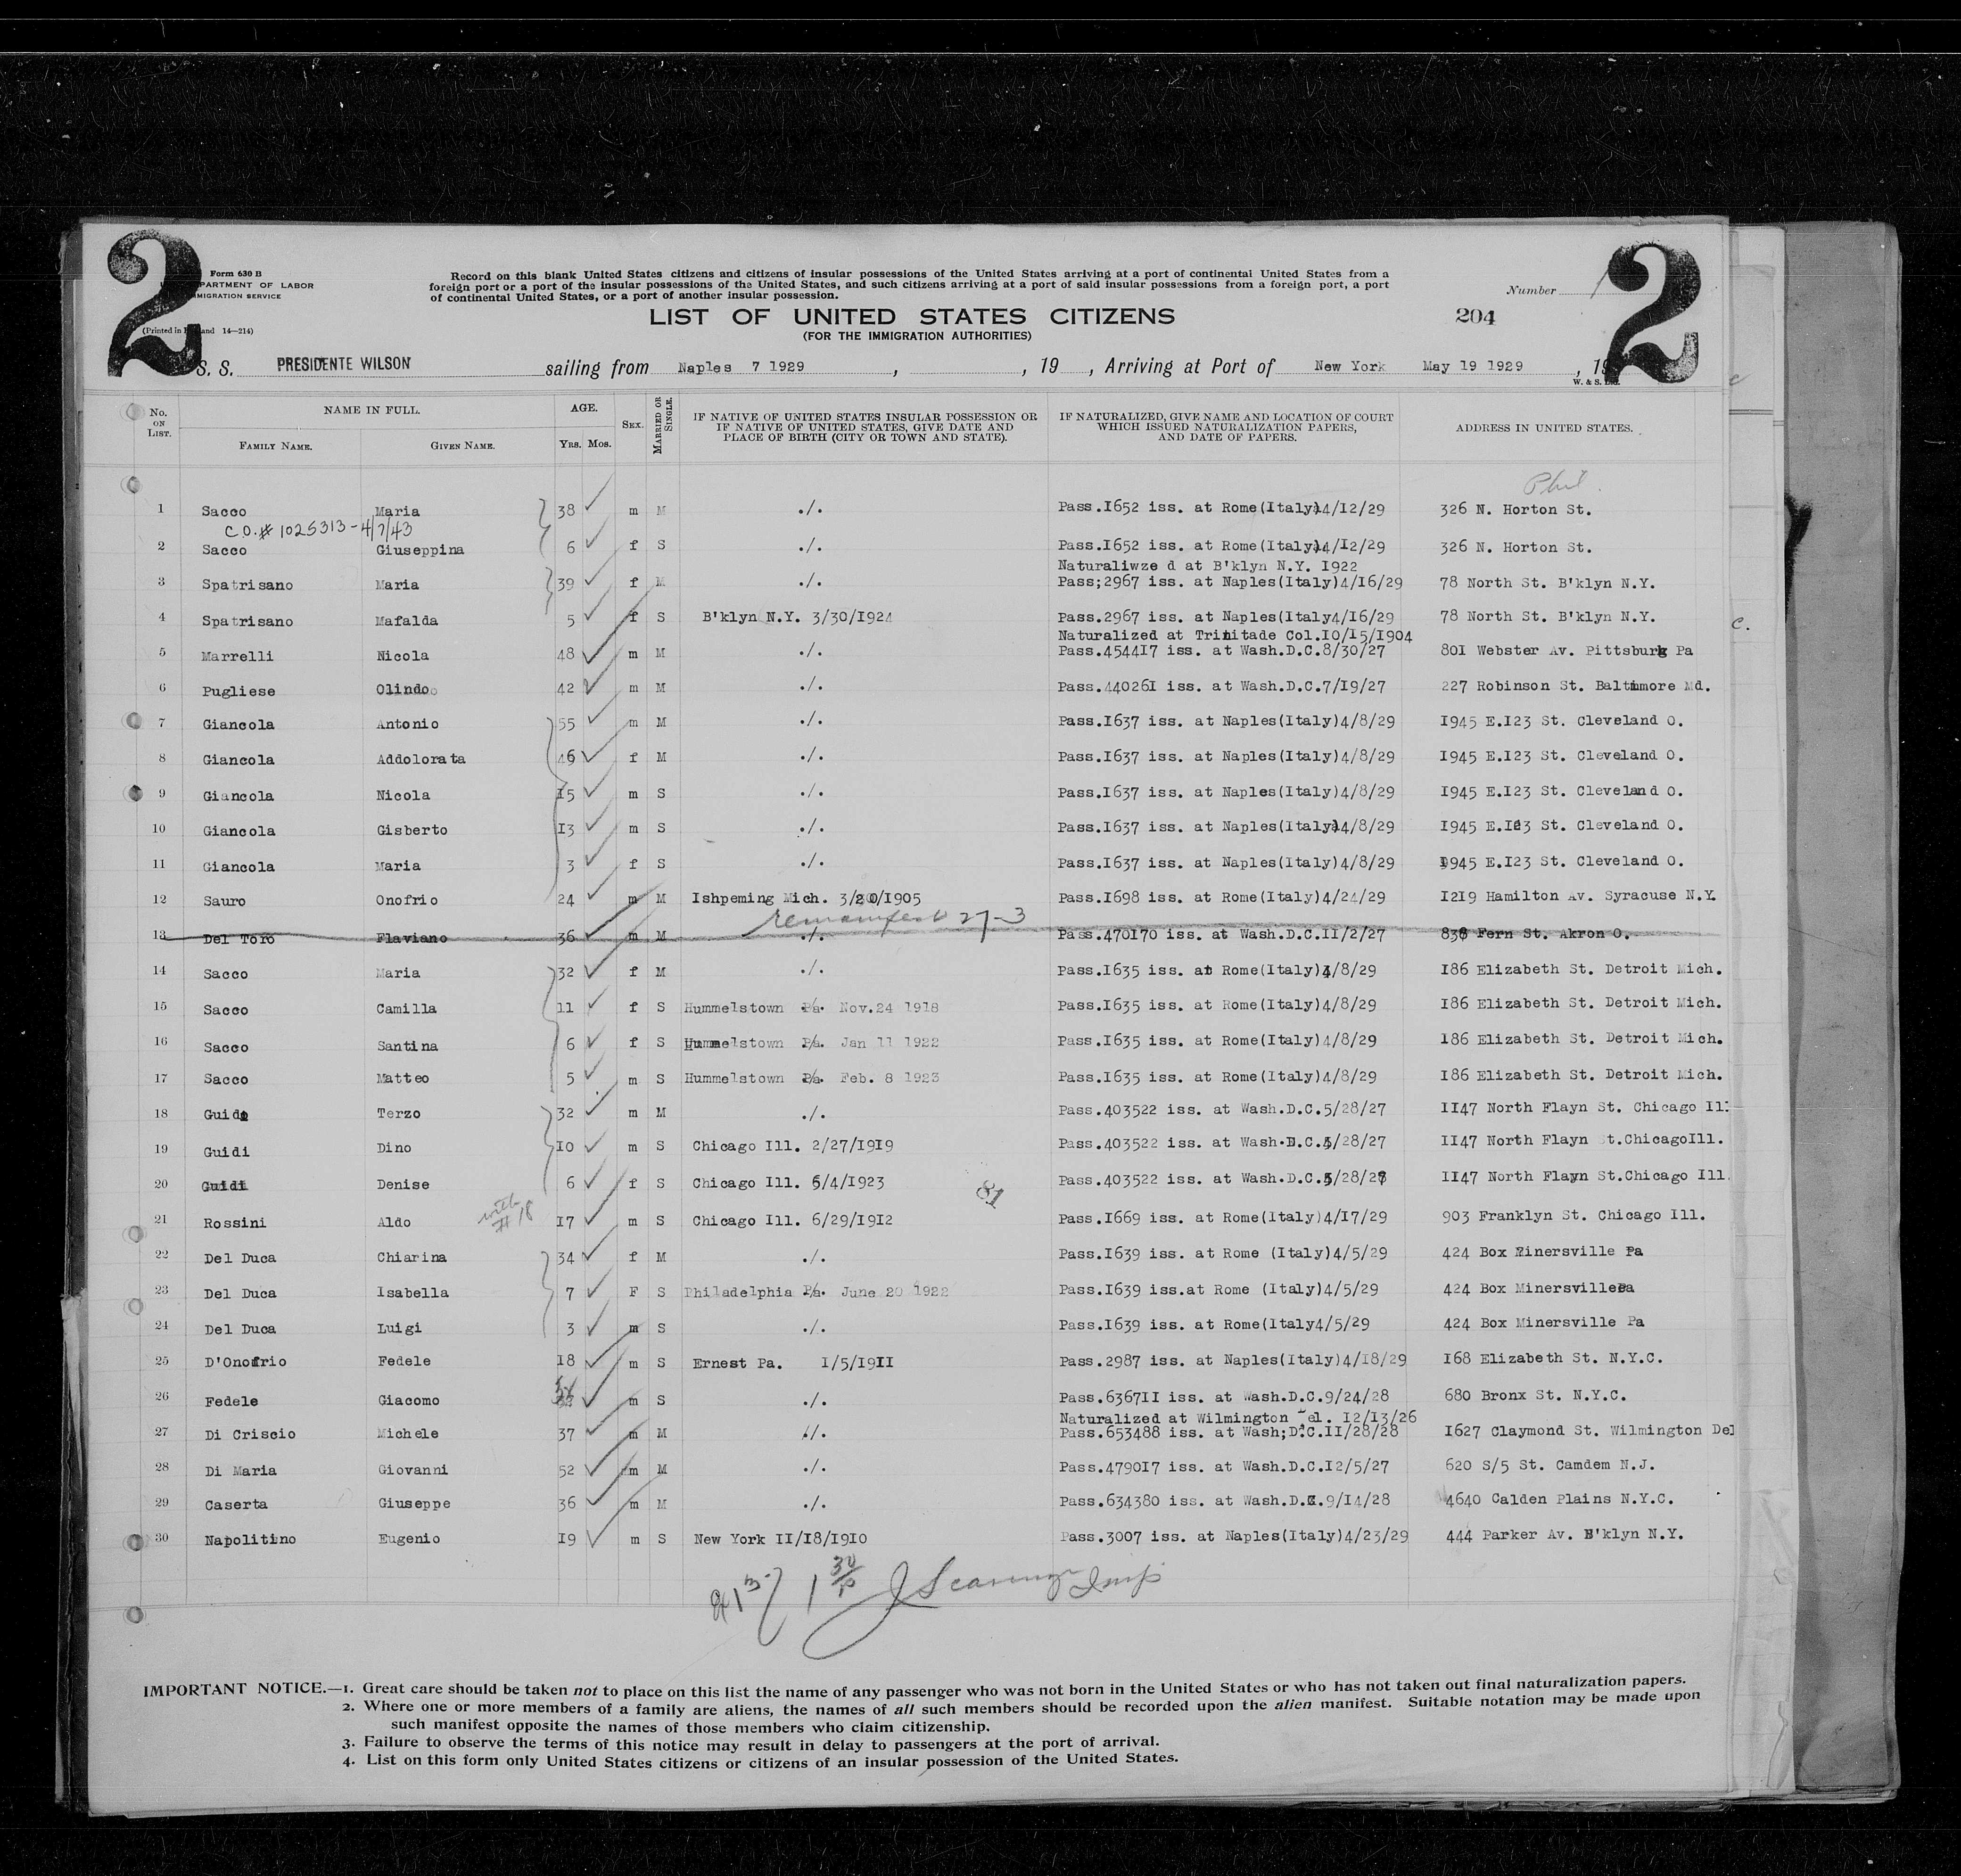 2
2
Form 630 B
PARTMENT OF LABOR
MIGRATION SERVICE
(Printed in and 14—214)
Record on this blank United States citizens and citizens of insular possessions of the United States arriving at a port of continental United States from a
foreign port or a port of the insular possessions of the United States, and such citizens arriving at a port of said insular possessions from a foreign port, a port
of continental United States, or a port of another insular possession.
Number 1
LIST OF UNITED STATES CITIZENS
204
(FOR THE IMMIGRATION AUTHORITIES)
S. S. PRESIDENTE WILSON sailing from Naples 7 1929, , 19 , Arriving at Port of New York May 19 1929 , 19
W. & S. Ltd.
No. ON LIST. NAME IN FULL. FAMILY NAME. GIVEN NAME. AGE. YRS. MOS. SEX. MARRIED OR SINGLE. IF NATIVE OF UNITED STATES INSULAR POSSESSION OR IF NATIVE OF UNITED STATES, GIVE DATE AND PLACE OF BIRTH (CITY OR TOWN AND STATE). IF NATURALIZED, GIVE NAME AND LOCATION OF COURT WHICH ISSUED NATURALIZATION PAPERS, AND DATE OF PAPERS. ADDRESS IN UNITED STATES.
Phil.
1 Sacco Maria 38 m M ./. Pass.1652 iss. at Rome(Italy)4/12/29 326 N. Horton St.
C.O.# 1025313-4/7/43
2 Sacco Giuseppina 6 f S ./. Pass.1652 iss. at Rome(Italy)4/12/29 326 N. Horton St.
Naturaliwze d at B'klyn N.Y. 1922
3 Spatrisano Maria 39 f M ./. Pass;2967 iss. at Naples(Italy)4/16/29 78 North St. B'klyn N.Y.
4 Spatrisano Mafalda 5 f S B'klyn N.Y. 3/30/1924 Pass.2967 iss. at Naples(Italy4/16/29 78 North St. B'klyn N.Y.
Naturalized at Trinitade Col.10/15/1904
5 Marrelli Nicola 48 m M ./. Pass.454417 iss. at Wash.D.C.8/30/27 801 Webster Av. Pittsburg Pa
6 Pugliese Olindo 42 m M ./. Pass.440261 iss. at Wash.D.C.7/19/27 227 Robinson St. Baltimmore Md.
7 Giancola Antonio 55 m M ./. Pass.1637 iss. at Naples(Italy)4/8/29 1945 E.123 St. Cleveland O.
8 Giancola Addolorata 46 f M ./. Pass.1637 iss. at Naples(Italy)4/8/29 1945 E.123 St. Cleveland O.
9 Giancola Nicola 15 m S ./. Pass.1637 iss. at Naples(Italy)4/8/29 1945 E.123 St. Cleveland O.
10 Giancola Gisberto 13 m S ./. Pass.1637 iss. at Naples(Italy)4/8/29 1945 E.123 St. Cleveland O.
11 Giancola Maria 3 f S ./. Pass.1637 iss. at Naples(Italy)4/8/29 1945 E.123 St. Cleveland O.
12 Sauro Onofrio 24 m M Ishpeming Mich. 3/20/1905 Pass.1698 iss. at Rome(Italy)4/24/29 1219 Hamilton Av. Syracuse N.Y.
remanifest 27-3
13 Del Toro Flaviano 36 m M ./. Pass.470170 iss. at Wash.D.C.11/2/27 838 Fern St. Akron O.
14 Sacco Maria 32 f M ./. Pass.1635 iss. at Rome(Italy)4/8/29 186 Elizabeth St. Detroit Mich.
15 Sacco Camilla 11 f S Hummelstown Pa. Nov.24 1918 Pass.1635 iss. at Rome(Italy)4/8/29 186 Elizabeth St. Detroit Mich.
16 Sacco Santina 6 f S Hummelstown Pa. Jan 11 1922 Pass.1635 iss. at Rome(Italy)4/8/29 186 Elizabeth St. Detroit Mich.
17 Sacco Matteo 5 m S Hummelstown Pa. Feb. 8 1923 Pass.1635 iss. at Rome(Italy)4/8/29 186 Elizabeth St. Detroit Mich.
18 Guidi Terzo 32 m M ./. Pass.403522 iss. at Wash.D.C.5/28/27 1147 North Flayn St. Chicago Ill
19 Guidi Dino 10 m S Chicago Ill. 2/27/1919 Pass.403522 iss. at Wash.D.C.5/28/27 1147 North Flayn St.ChicagoIll.
20 Guidi Denise 6 f S Chicago Ill. 5/4/1923 Pass.403522 iss. at Wash.D.C.5/28/27 1147 North Flayn St.Chicago Ill.
81
with # 18
21 Rossini Aldo 17 m S Chicago Ill. 6/29/1912 Pass.1669 iss. at Rome(Italy)4/17/29 903 Franklyn St. Chicago Ill.
22 Del Duca Chiarina 34 f M ./. Pass.1639 iss. at Rome (Italy)4/5/29 424 Box Minersville Pa
23 Del Duca Isabella 7 F S Philadelphia Pa. June 20 1922 Pass.1639 iss.at Rome (Italy)4/5/29 424 Box MinersvillePa
24 Del Duca Luigi 3 m S ./. Pass.1639 iss. at Rome(Italy4/5/29 424 Box Minersville Pa
25 D'Onofrio Fedele 18 m S Ernest Pa. 1/5/1911 Pass.2987 iss. at Naples(Italy)4/18/29 168 Elizabeth St. N.Y.C.
26 Fedele Giacomo m S ./. Pass.636711 iss. at Wash.D.C.9/24/28 680 Bronx St. N.Y.C.
Naturalized at Wilmington Del. 12/13/26
27 Di Criscio Michele 37 m M ./. Pass.653488 iss. at Wash;D.C.11/28/28 1627 Claymond St. Wilmington Del
28 Di Maria Giovanni 52 m M ./. Pass.479017 iss. at Wash.D.C.12/5/27 620 S/5 St. Camdem N.J.
29 Caserta Giuseppe 36 m M ./. Pass.634380 iss. at Wash.D.C.9/14/28 4640 Calden Plains N.Y.C.
30 Napolitino Eugenio 19 m S New York 11/18/1910 Pass.3007 iss. at Naples(Italy)4/23/29 444 Parker Av. B'klyn N.Y.
IMPORTANT NOTICE.—1. Great care should be taken not to place on this list the name of any passenger who was not born in the United States or who has not taken out final naturalization papers.
2. Where one or more members of a family are aliens, the names of all such members should be recorded upon the alien manifest. Suitable notation may be made upon
such manifest opposite the names of those members who claim citizenship.
3. Failure to observe the terms of this notice may result in delay to passengers at the port of arrival.
4. List on this form only United States citizens or citizens of an insular possession of the United States.